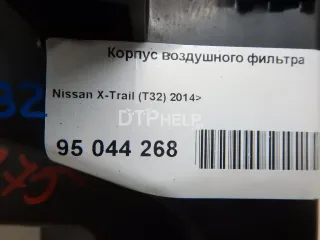 Корпус воздушного фильтра
Nissan X-Trail (T32) 2014>
DTPHELP
95 044 268